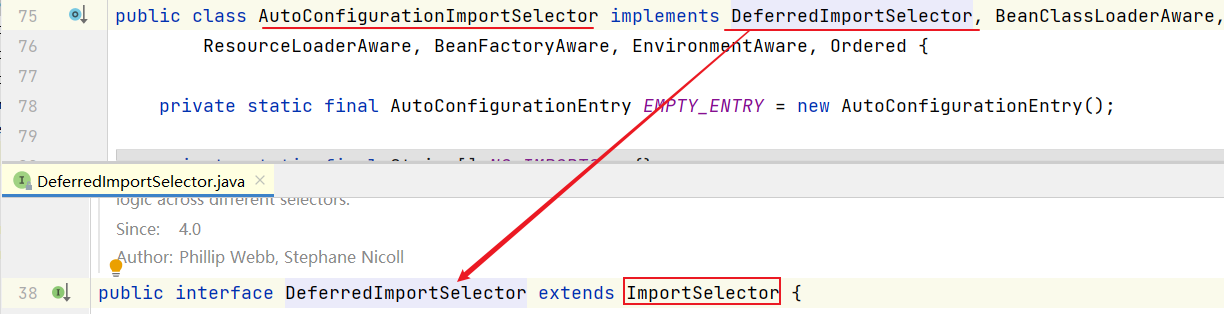 75 public class AutoConfigurationImportSelector implements DeferredImportSelector, BeanClassLoaderAware,
76 ResourceLoaderAware, BeanFactoryAware, EnvironmentAware, Ordered {
77
78 private static final AutoConfigurationEntry EMPTY_ENTRY = new AutoConfigurationEntry();
79
DeferredImportSelector.java
logic across different selectors.
Since: 4.0
Author: Phillip Webb, Stephane Nicoll
38 public interface DeferredImportSelector extends ImportSelector {